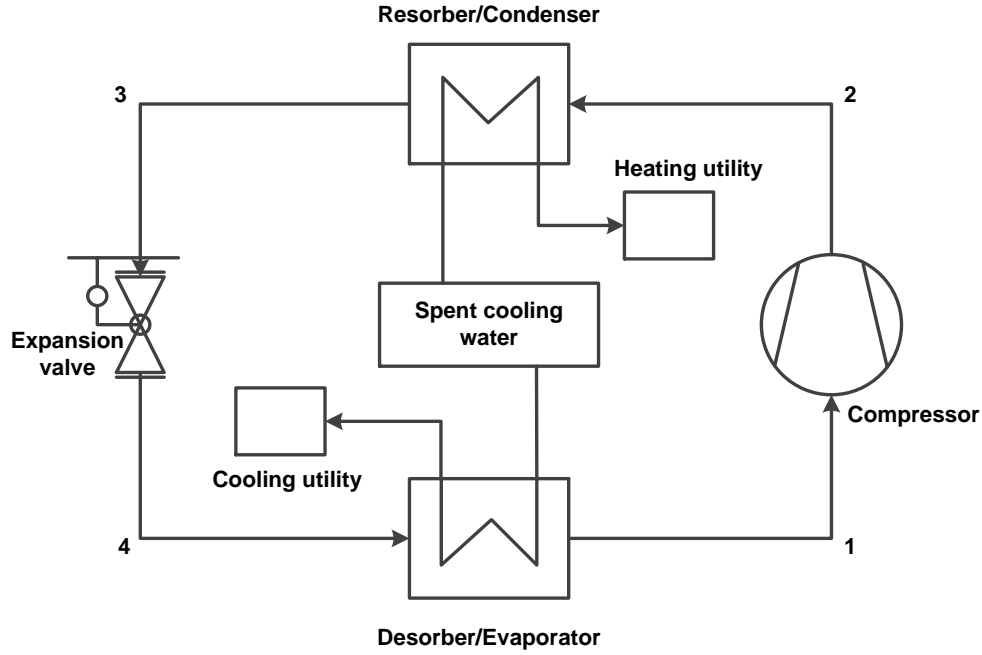 Resorber/Condenser
3
2
Heating utility
Spent cooling
water
Expansion
valve
Compressor
Cooling utility
4
1
Desorber/Evaporator